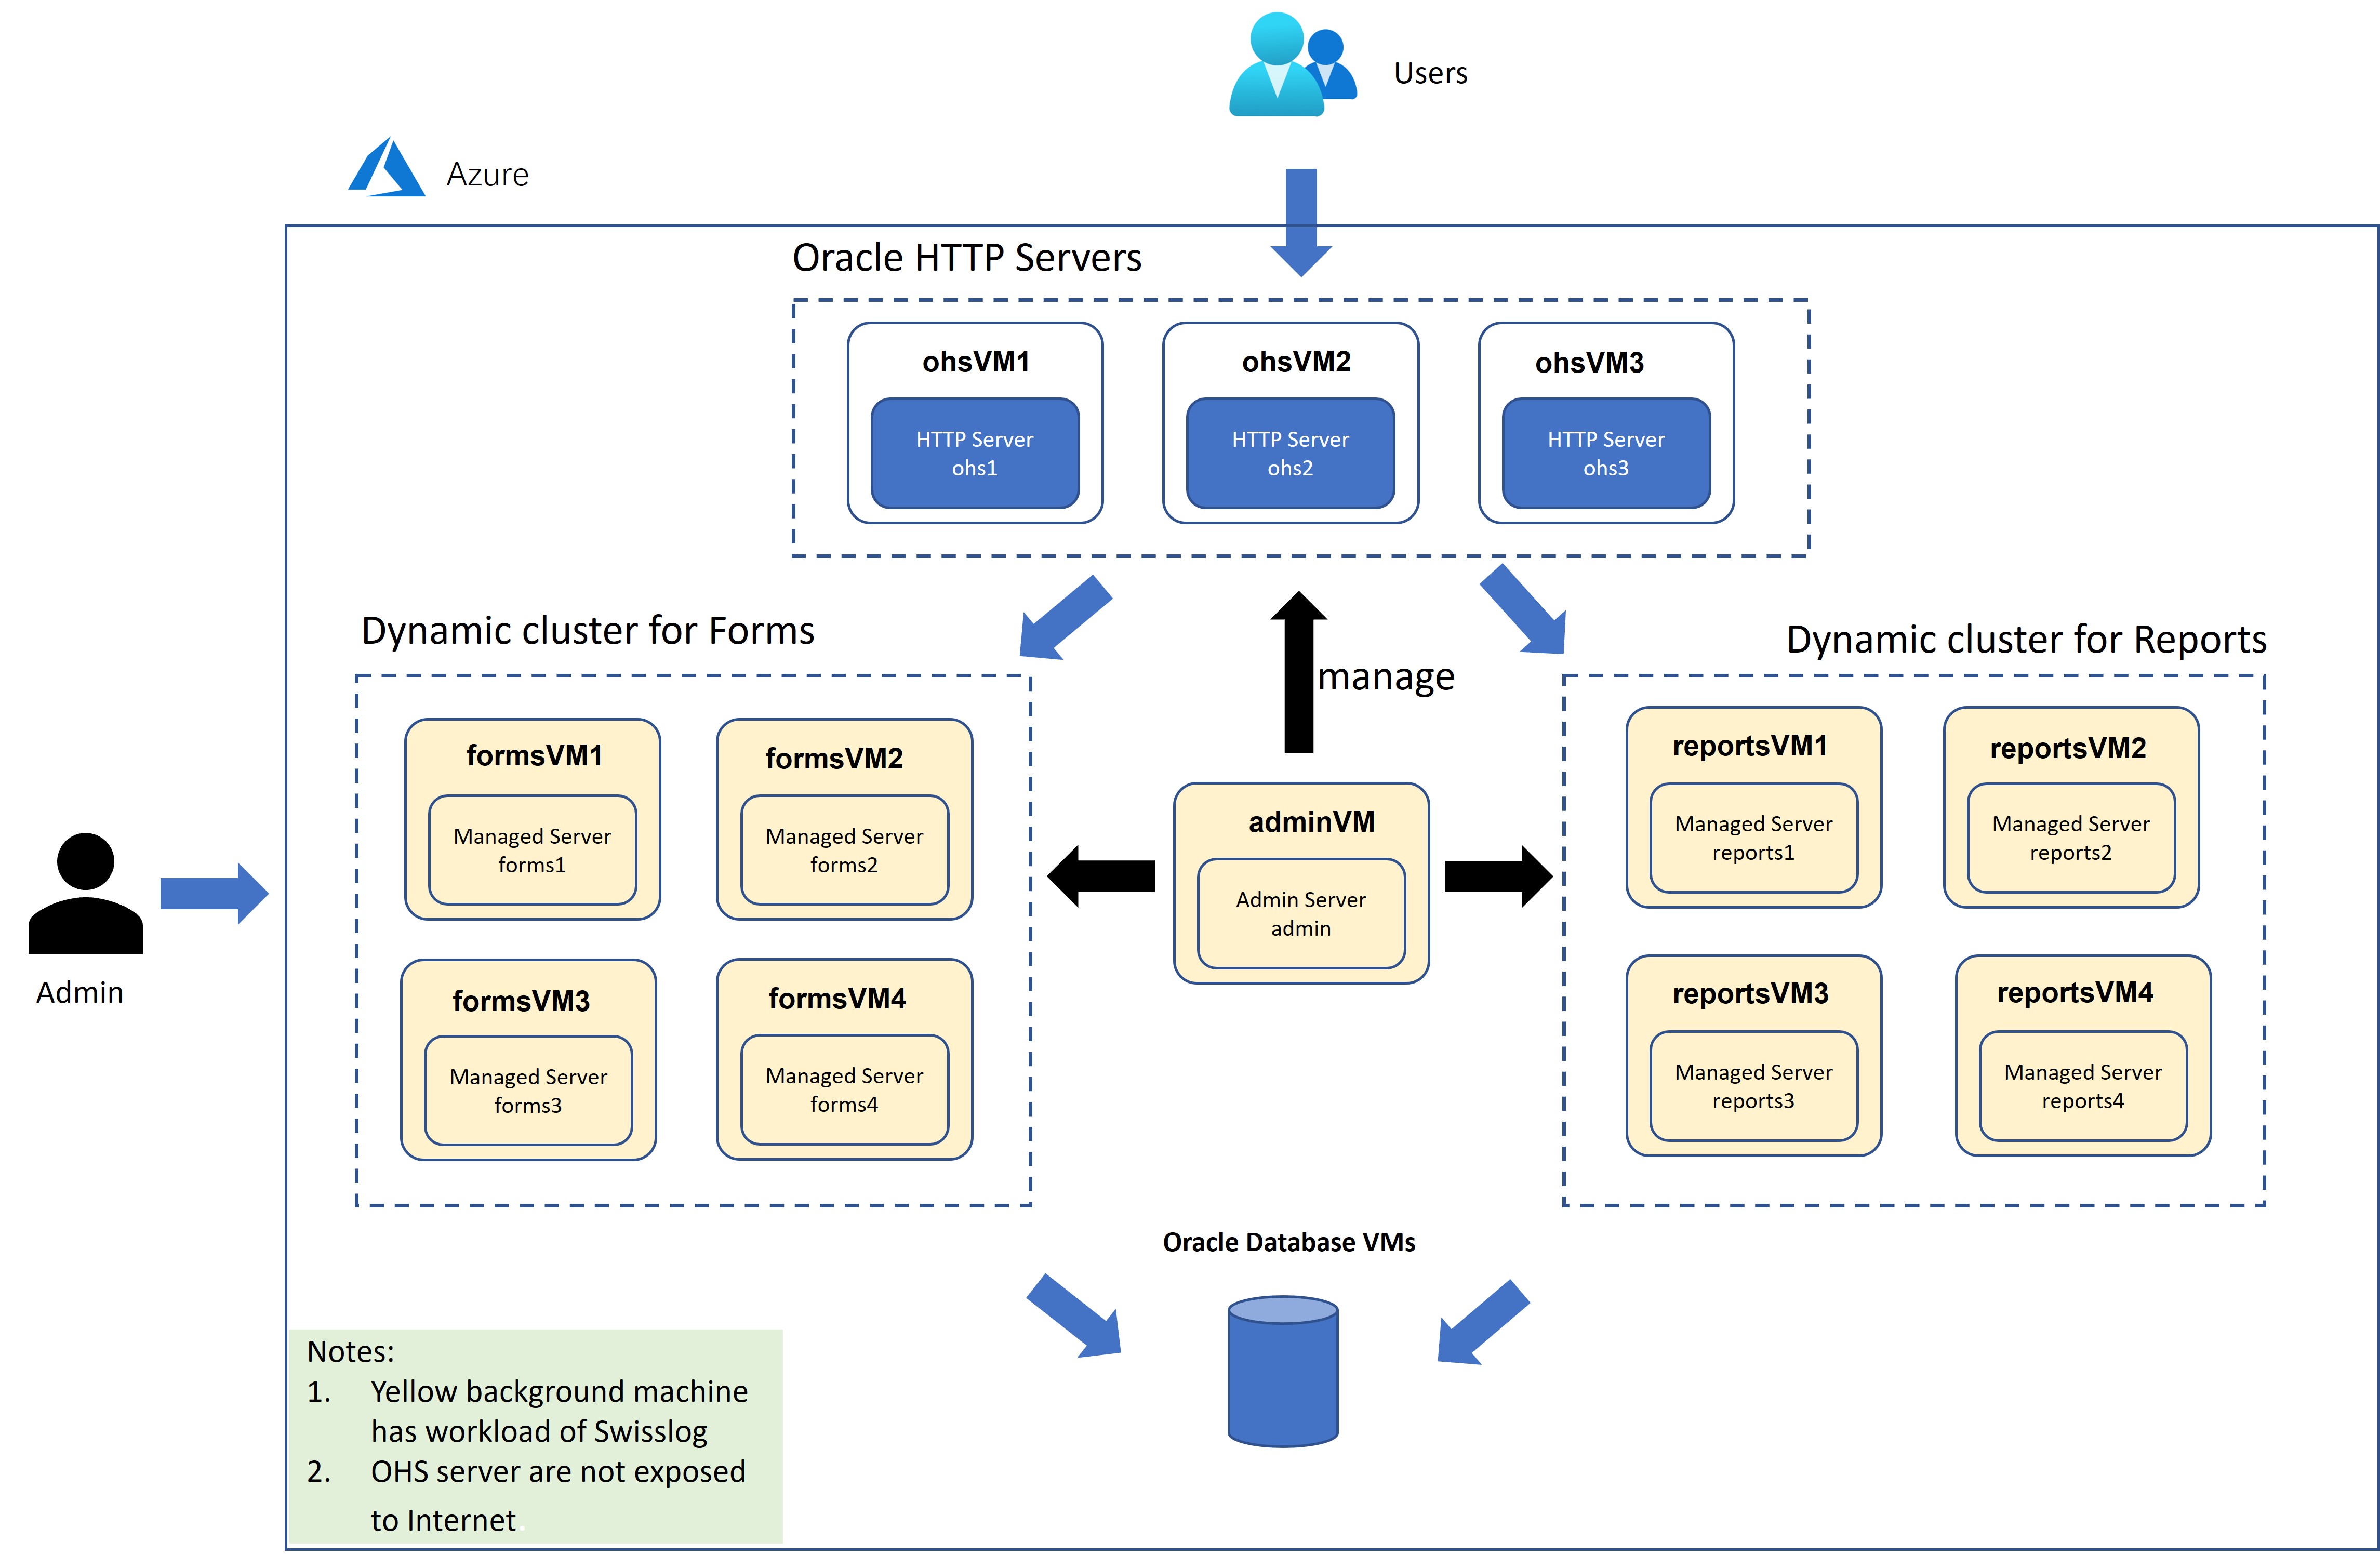 Users
Azure
Oracle HTTP Servers
ohsVM1
HTTP Server
ohs1
ohsVM2
HTTP Server
ohs2
ohsVM3
HTTP Server
ohs3
Dynamic cluster for Forms
manage
Dynamic cluster for Reports
formsVM1
Managed Server
forms1
formsVM2
Managed Server
forms2
formsVM3
Managed Server
forms3
formsVM4
Managed Server
forms4
adminVM
Admin Server
admin
reportsVM1
Managed Server
reports1
reportsVM2
Managed Server
reports2
reportsVM3
Managed Server
reports3
reportsVM4
Managed Server
reports4
Admin
Oracle Database VMs
Notes:
1. Yellow background machine
has workload of Swisslog
2. OHS server are not exposed
to Internet.